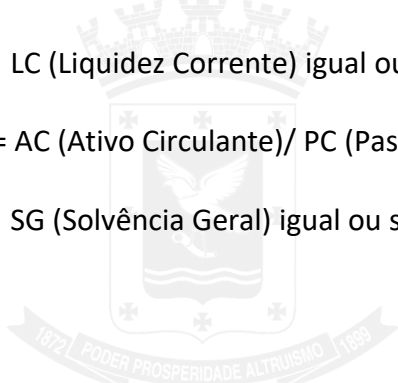 LC (Liquidez Corrente) igual ou
= AC (Ativo Circulante)/ PC (Pas
SG (Solvência Geral) igual ou s
1872 PODER PROSPERIDADE ALTRUISMO 1899